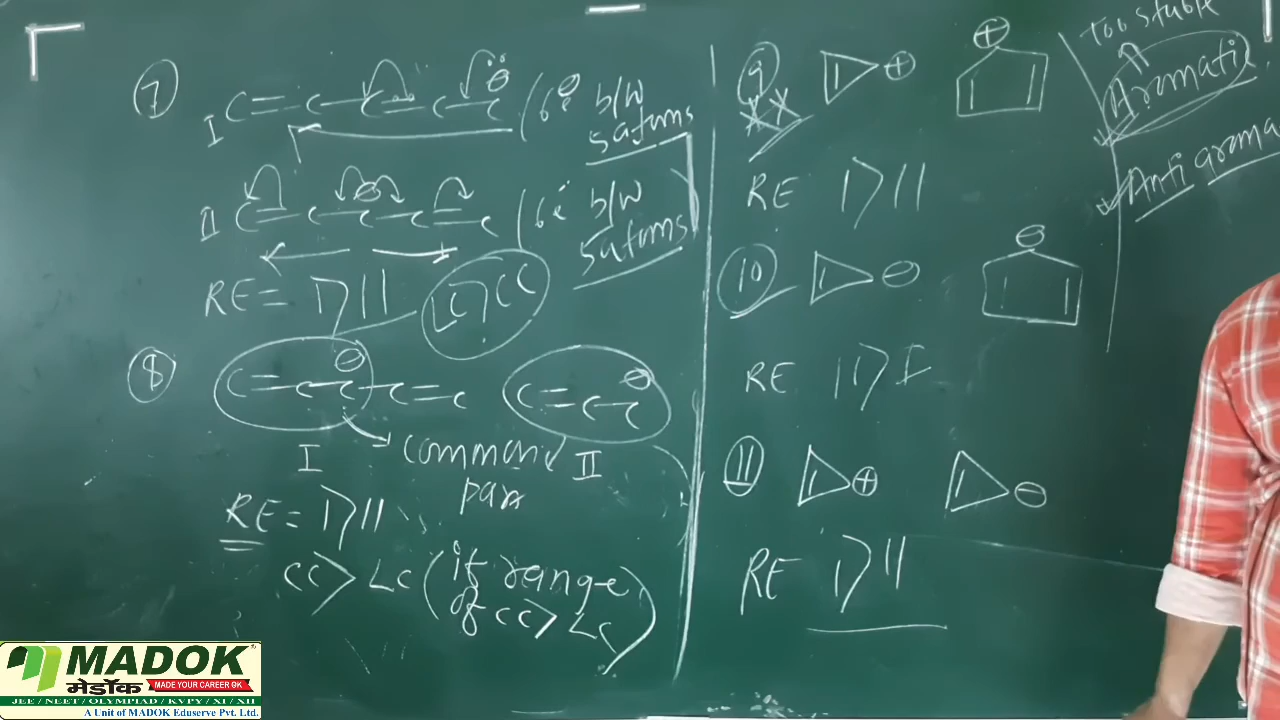 7
I C=C-C=C-C (6e b/w
5 atoms
II C=C-C-C=C (6e b/w
5 atoms
RE= I>II LC>CC
8 C=C-C-C=C C=C-C
I common II
part
RE= I>II
CC > LC (if range
of CC > LC)
9 ⊕ ⊕
RE I>II
10 ⊖ ⊖
RE II>I
11 ⊕ ⊖
RE I>II
Too stable
Aromatic
Anti aroma
MADOK
मेडॉक MADE YOUR CAREER OK
JEE / NEET / OLYMPIAD / KVPY / XI / XII
A Unit of MADOK Eduserve Pvt. Ltd.